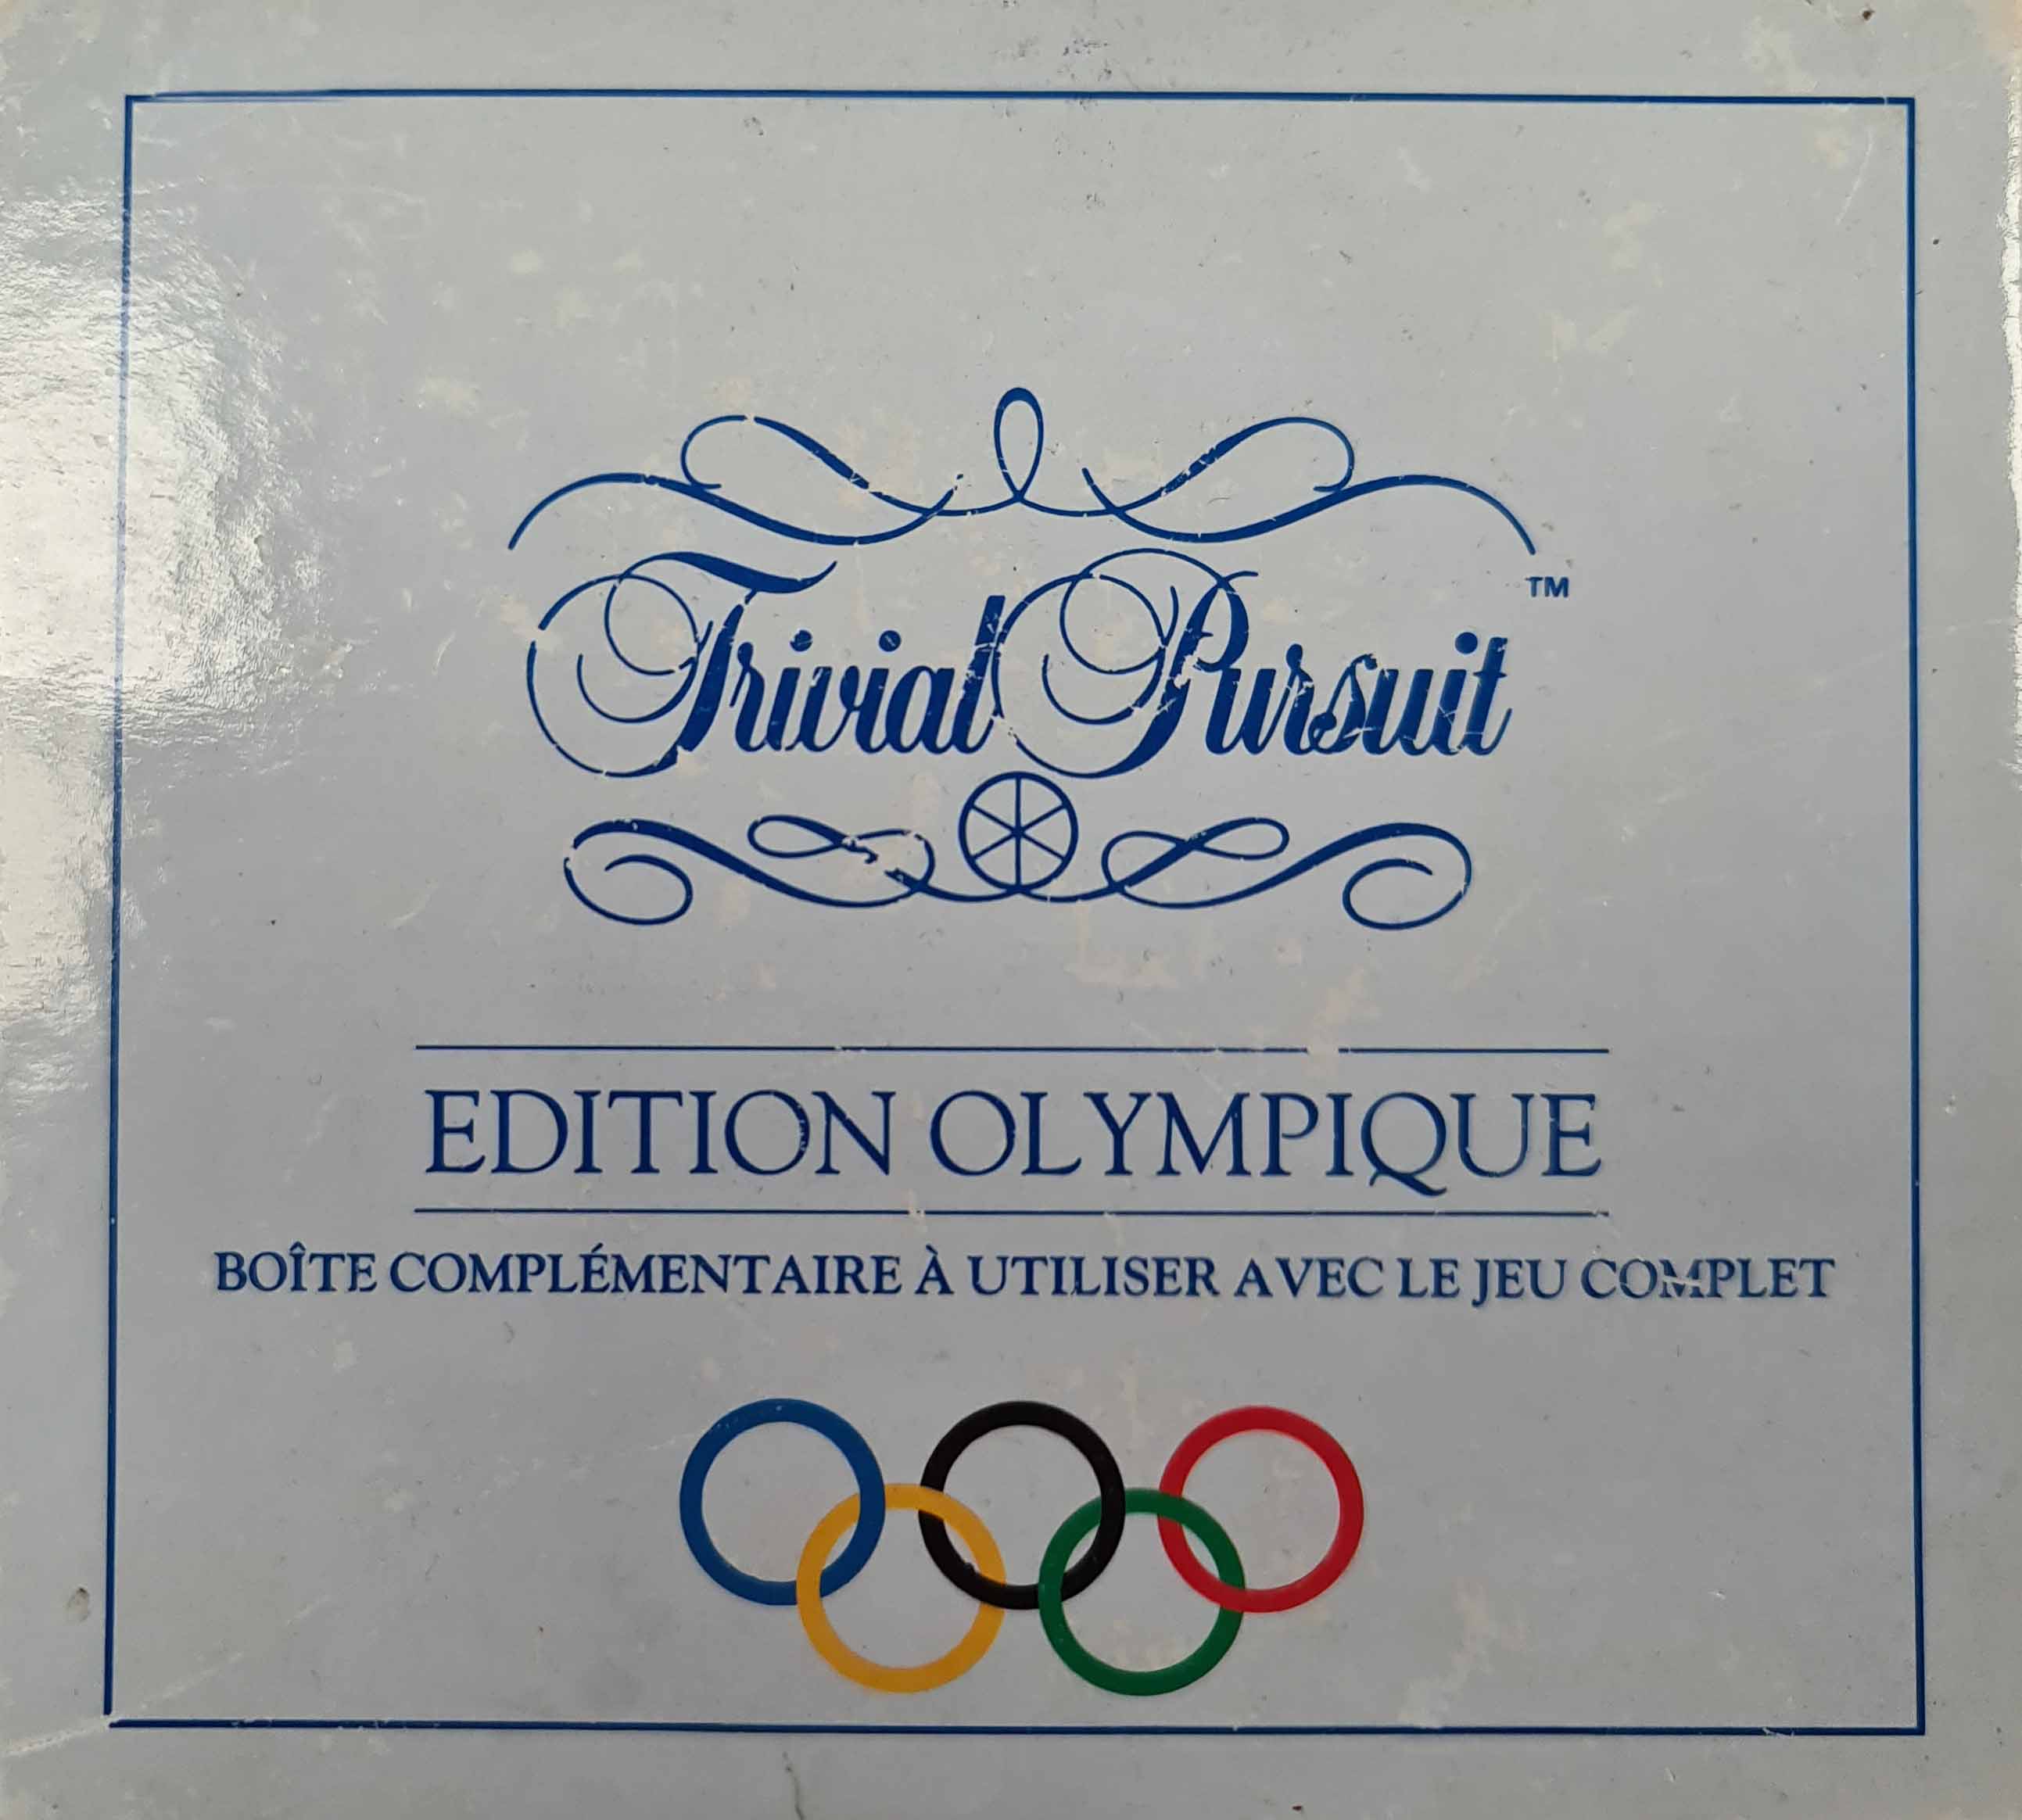 Trivial Pursuit™
EDITION OLYMPIQUE
BOÎTE COMPLÉMENTAIRE À UTILISER AVEC LE JEU COMPLET